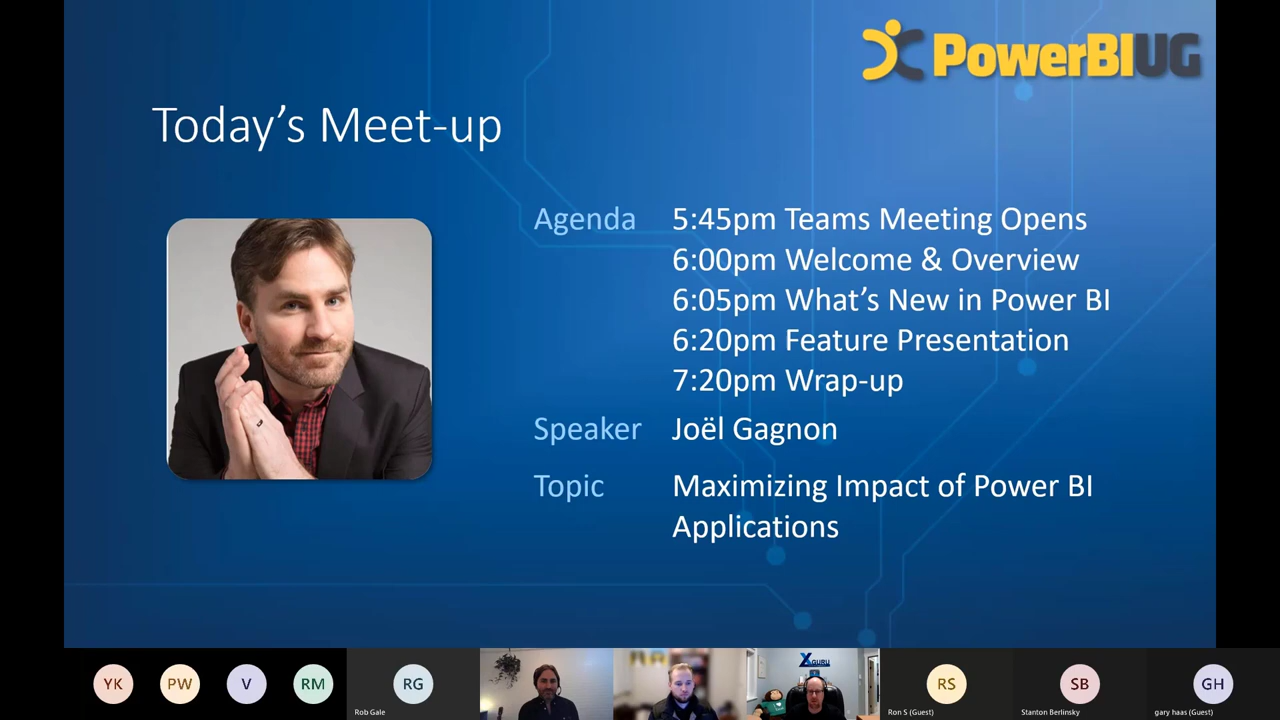 PowerBIUG
Today's Meet-up
Agenda 5:45pm Teams Meeting Opens
6:00pm Welcome & Overview
6:05pm What's New in Power BI
6:20pm Feature Presentation
7:20pm Wrap-up
Speaker Joël Gagnon
Topic Maximizing Impact of Power BI
Applications
YK PW V RM RG RS SB GH
Rob Gale Ron S (Guest) Stanton Berlinsky gary haas (Guest)